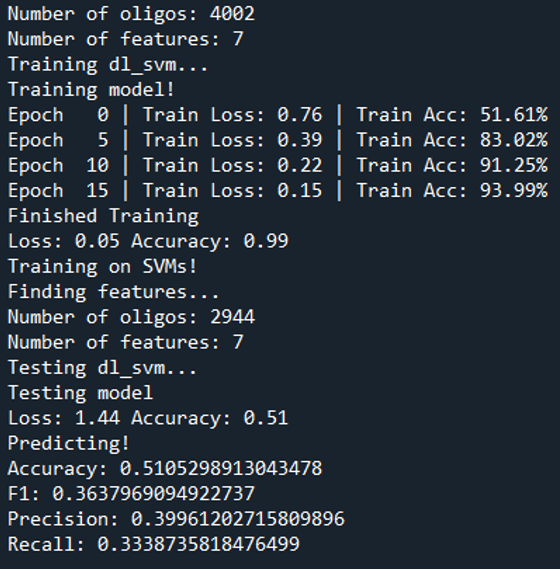 Number of oligos: 4002
Number of features: 7
Training dl_svm...
Training model!
Epoch   0 | Train Loss: 0.76 | Train Acc: 51.61%
Epoch   5 | Train Loss: 0.39 | Train Acc: 83.02%
Epoch  10 | Train Loss: 0.22 | Train Acc: 91.25%
Epoch  15 | Train Loss: 0.15 | Train Acc: 93.99%
Finished Training
Loss: 0.05 Accuracy: 0.99
Training on SVMs!
Finding features...
Number of oligos: 2944
Number of features: 7
Testing dl_svm...
Testing model
Loss: 1.44 Accuracy: 0.51
Predicting!
Accuracy: 0.5105298913043478
F1: 0.3637969094922737
Precision: 0.39961202715809896
Recall: 0.3338735818476499